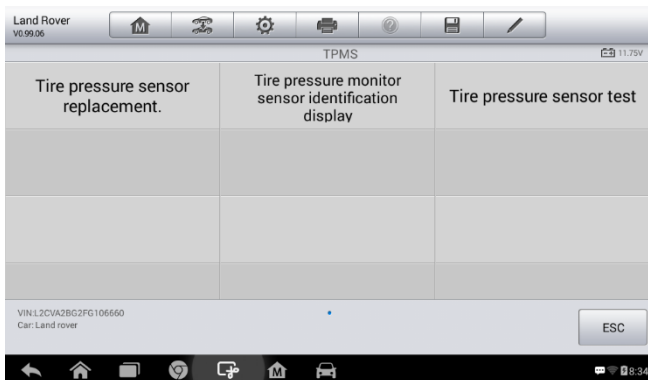 Land Rover
V0.99.06
TPMS
11.75V
Tire pressure sensor
replacement.
Tire pressure monitor
sensor identification
display
Tire pressure sensor test
VIN:L2CVA2BG2FG106660
Car: Land rover
ESC
8:34